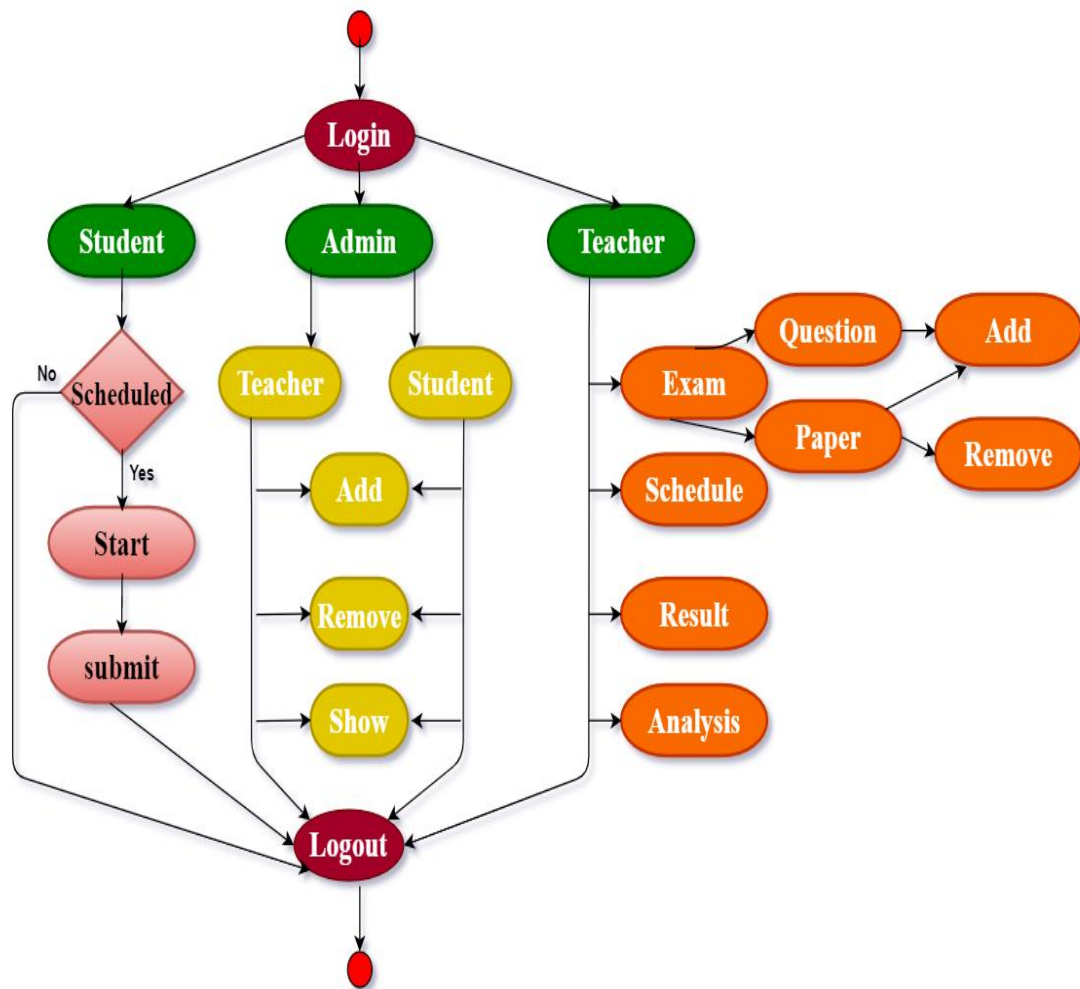 Login
Student
Admin
Teacher
Question
Add
No
Scheduled
Teacher
Student
Exam
Paper
Remove
Yes
Add
Schedule
Start
Remove
Result
submit
Show
Analysis
Logout